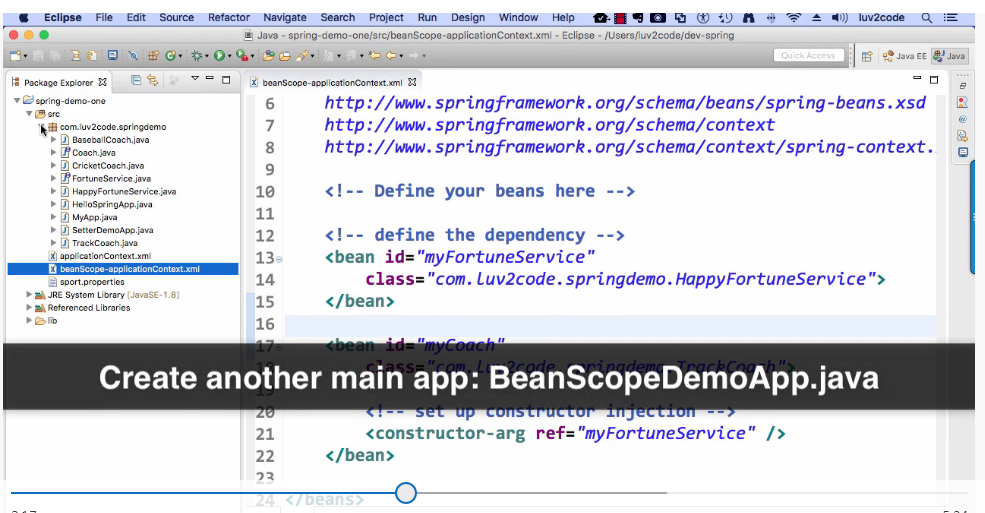 Eclipse File Edit Source Refactor Navigate Search Project Run Design Window Help luv2code
Java - spring-demo-one/src/beanScope-applicationContext.xml - Eclipse - /Users/luv2code/dev-spring
Quick Access Java EE Java
Package Explorer
spring-demo-one
src
com.luv2code.springdemo
BaseballCoach.java
Coach.java
CricketCoach.java
FortuneService.java
HappyFortuneService.java
HelloSpringApp.java
MyApp.java
SetterDemoApp.java
TrackCoach.java
applicationContext.xml
beanScope-applicationContext.xml
sport.properties
JRE System Library [JavaSE-1.8]
Referenced Libraries
lib
beanScope-applicationContext.xml
6 http://www.springframework.org/schema/beans/spring-beans.xsd
7 http://www.springframework.org/schema/context
8 http://www.springframework.org/schema/context/spring-context.
9
10 <!-- Define your beans here -->
11
12 <!-- define the dependency -->
13 <bean id="myFortuneService"
14 class="com.luv2code.springdemo.HappyFortuneService">
15 </bean>
16
17 <bean id="myCoach"
class="com.luv2code.springdemo.TrackCoach">
Create another main app: BeanScopeDemoApp.java
20 <!-- set up constructor injection -->
21 <constructor-arg ref="myFortuneService" />
22 </bean>
23
24 </beans>